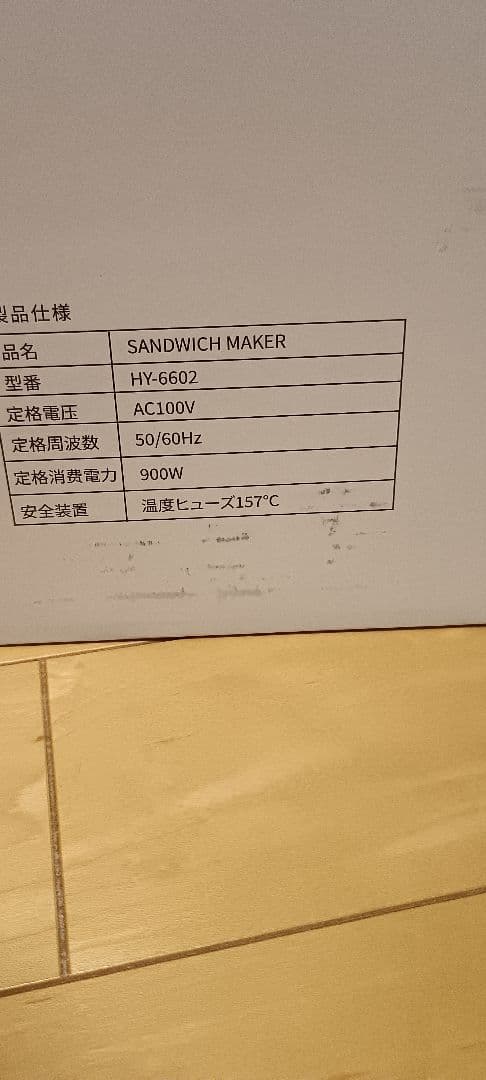 製品仕様
品名 SANDWICH MAKER
型番 HY-6602
定格電圧 AC100V
定格周波数 50/60Hz
定格消費電力 900W
安全装置 温度ヒューズ157℃